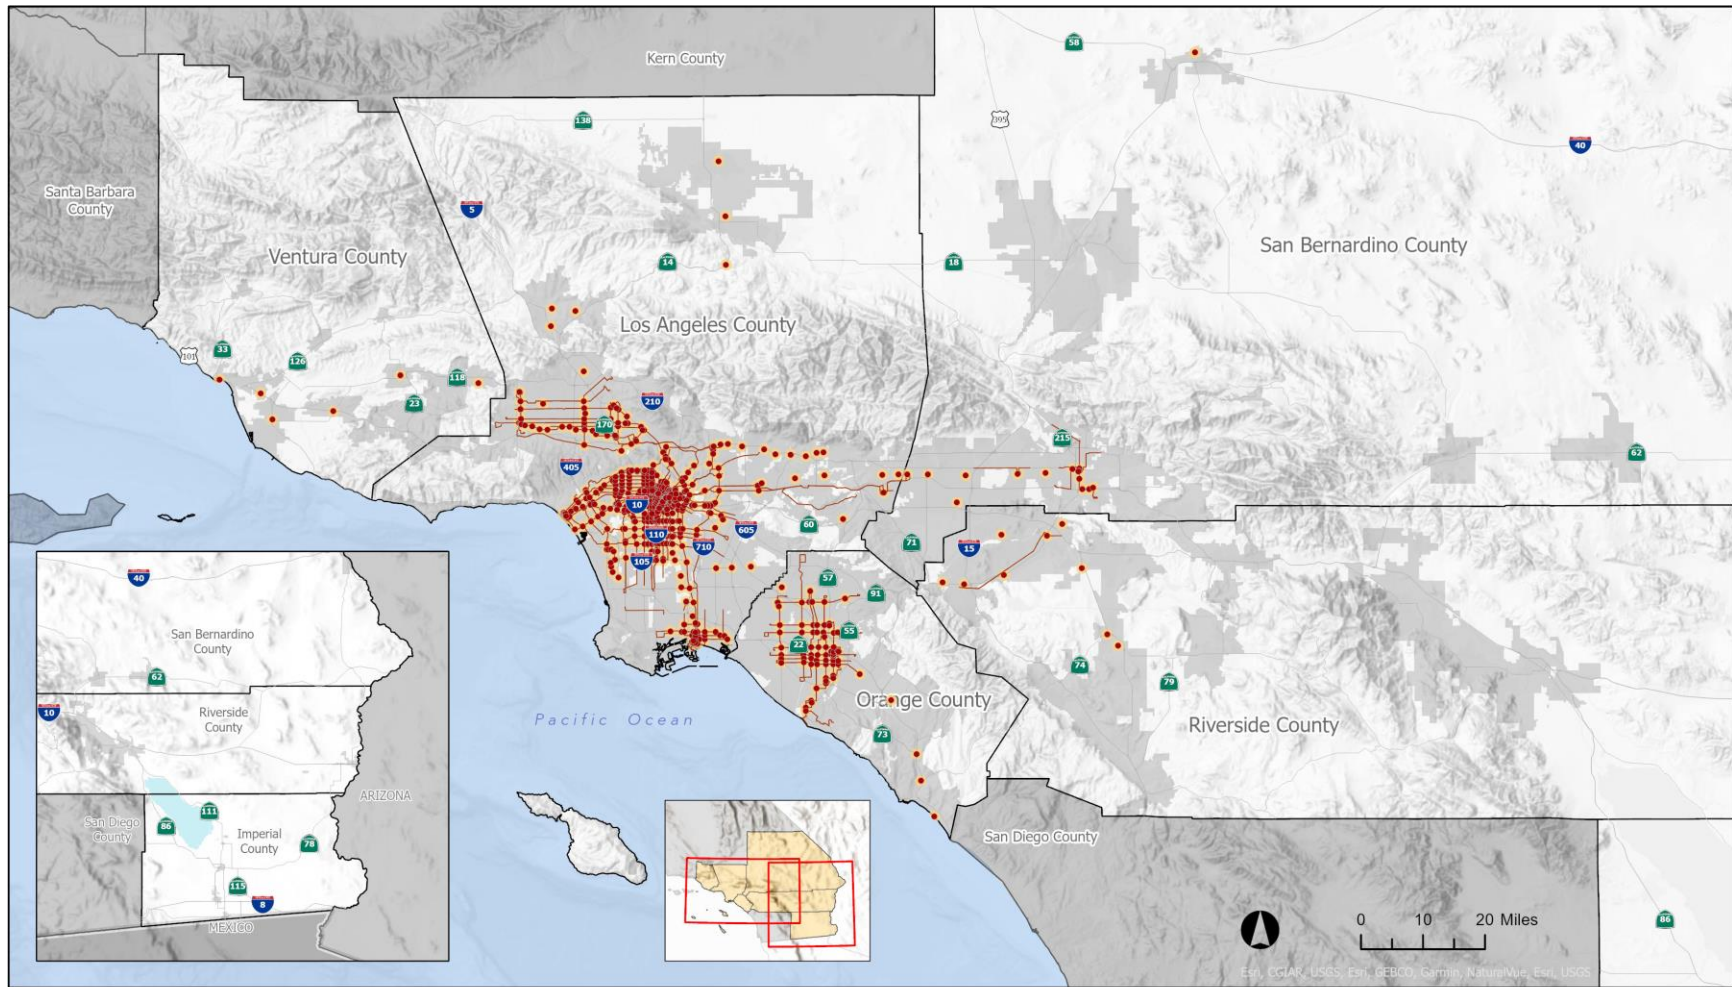 Kern County
58
395
138
40
Santa Barbara
County
5
San Bernardino County
Ventura County
14
18
Los Angeles County
33
101
126
118
23
210
170
215
62
405
10
60
605
110
710
71
15
105
57
91
55
22
74
79
Orange County
Riverside County
Pacific Ocean
73
San Diego County
86
40
San Bernardino
County
62
Riverside
County
10
ARIZONA
111
San Diego
County
86
Imperial
County
78
115
8
MEXICO
0 10 20 Miles
Esri, CGIAR, USGS, Esri, GEBCO, Garmin, NaturalVue, Esri, USGS